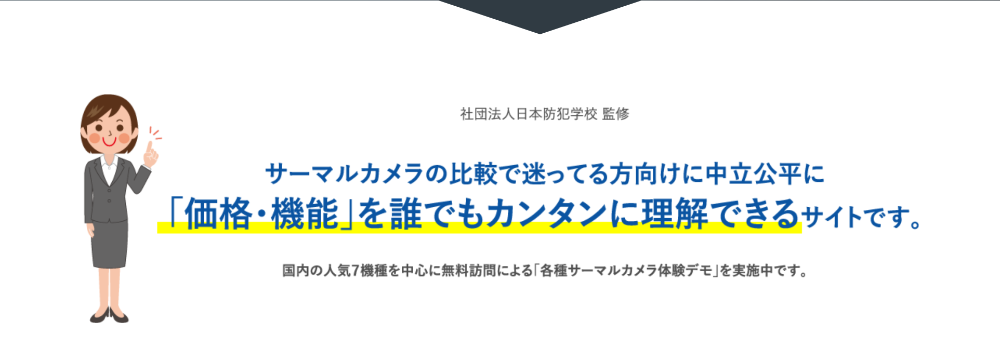 社団法人日本防犯学校 監修
サーマルカメラの比較で迷ってる方向けに中立公平に
「価格・機能」を誰でもカンタンに理解できるサイトです。
国内の人気7機種を中心に無料訪問による「各種サーマルカメラ体験デモ」を実施中です。